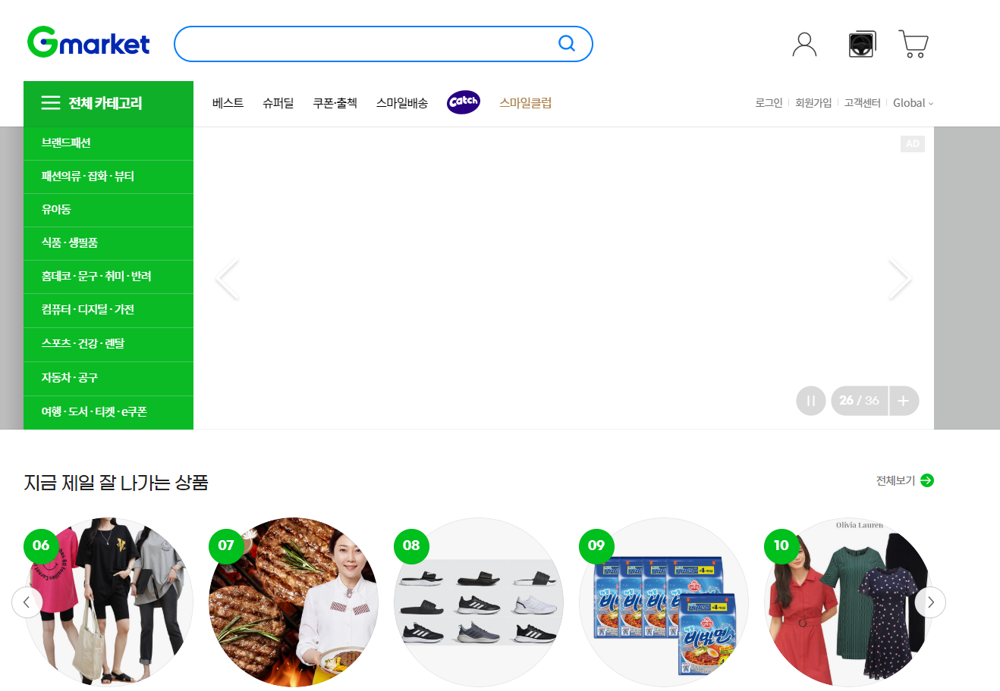 Gmarket
전체 카테고리
베스트 슈퍼딜 쿠폰·출첵 스마일배송 Catch 스마일클럽
로그인 회원가입 고객센터 Global
브랜드패션
패션의류 · 잡화 · 뷰티
유아동
식품 · 생필품
홈데코 · 문구 · 취미 · 반려
컴퓨터 · 디지털 · 가전
스포츠 · 건강 · 렌탈
자동차 · 공구
여행 · 도서 · 티켓 · e쿠폰
AD
26 / 36
지금 제일 잘 나가는 상품
전체보기
06
07
08
09
10
Olivia Lauren
비빔면